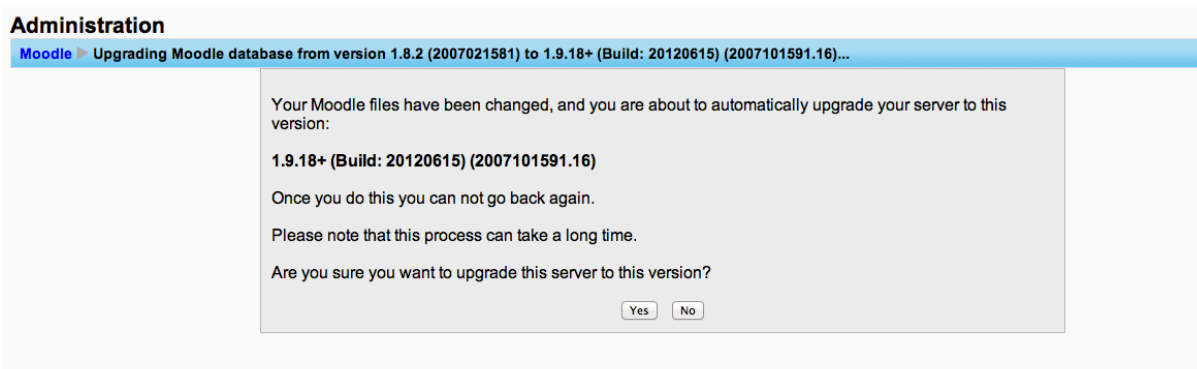 Administration
Moodle ▶ Upgrading Moodle database from version 1.8.2 (2007021581) to 1.9.18+ (Build: 20120615) (2007101591.16)...
Your Moodle files have been changed, and you are about to automatically upgrade your server to this
version:
1.9.18+ (Build: 20120615) (2007101591.16)
Once you do this you can not go back again.
Please note that this process can take a long time.
Are you sure you want to upgrade this server to this version?
Yes No